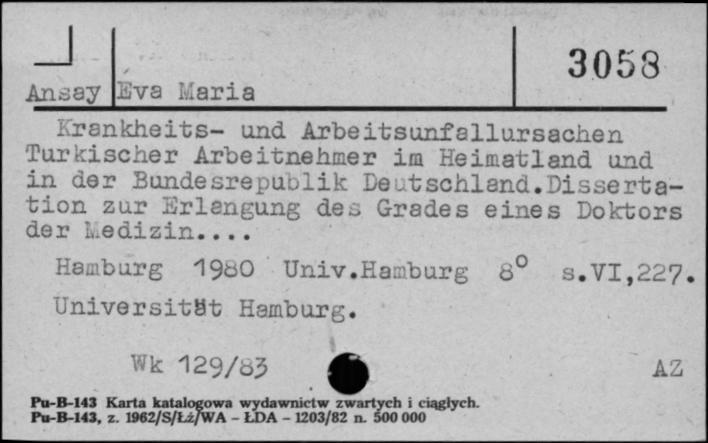 3058
Ansay Eva Maria
Krankheits- und Arbeitsunfallursachen
Turkischer Arbeitnehmer im Heimatland und
in der Bundesrepublik Deutschland.Disserta-
tion zur Erlangung des Grades eines Doktors
der Medizin....
Hamburg 1980 Univ.Hamburg 8° s.VI,227.
Universität Hamburg.
Wk 129/83 AZ
Pu-B-143 Karta katalogowa wydawnictw zwartych i ciągłych.
Pu-B-143, z. 1962/S/Łż/WA - ŁDA - 1203/82 n. 500 000